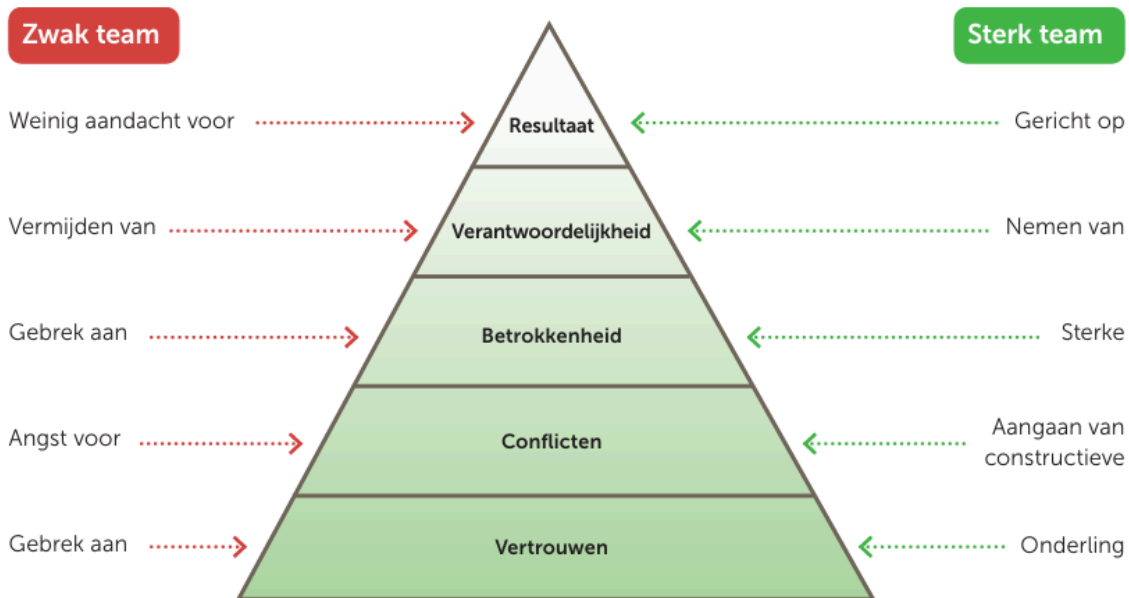 Zwak team
Sterk team
Weinig aandacht voor
Resultaat
Gericht op
Vermijden van
Verantwoordelijkheid
Nemen van
Gebrek aan
Betrokkenheid
Sterke
Angst voor
Conflicten
Aangaan van
constructieve
Gebrek aan
Vertrouwen
Onderling